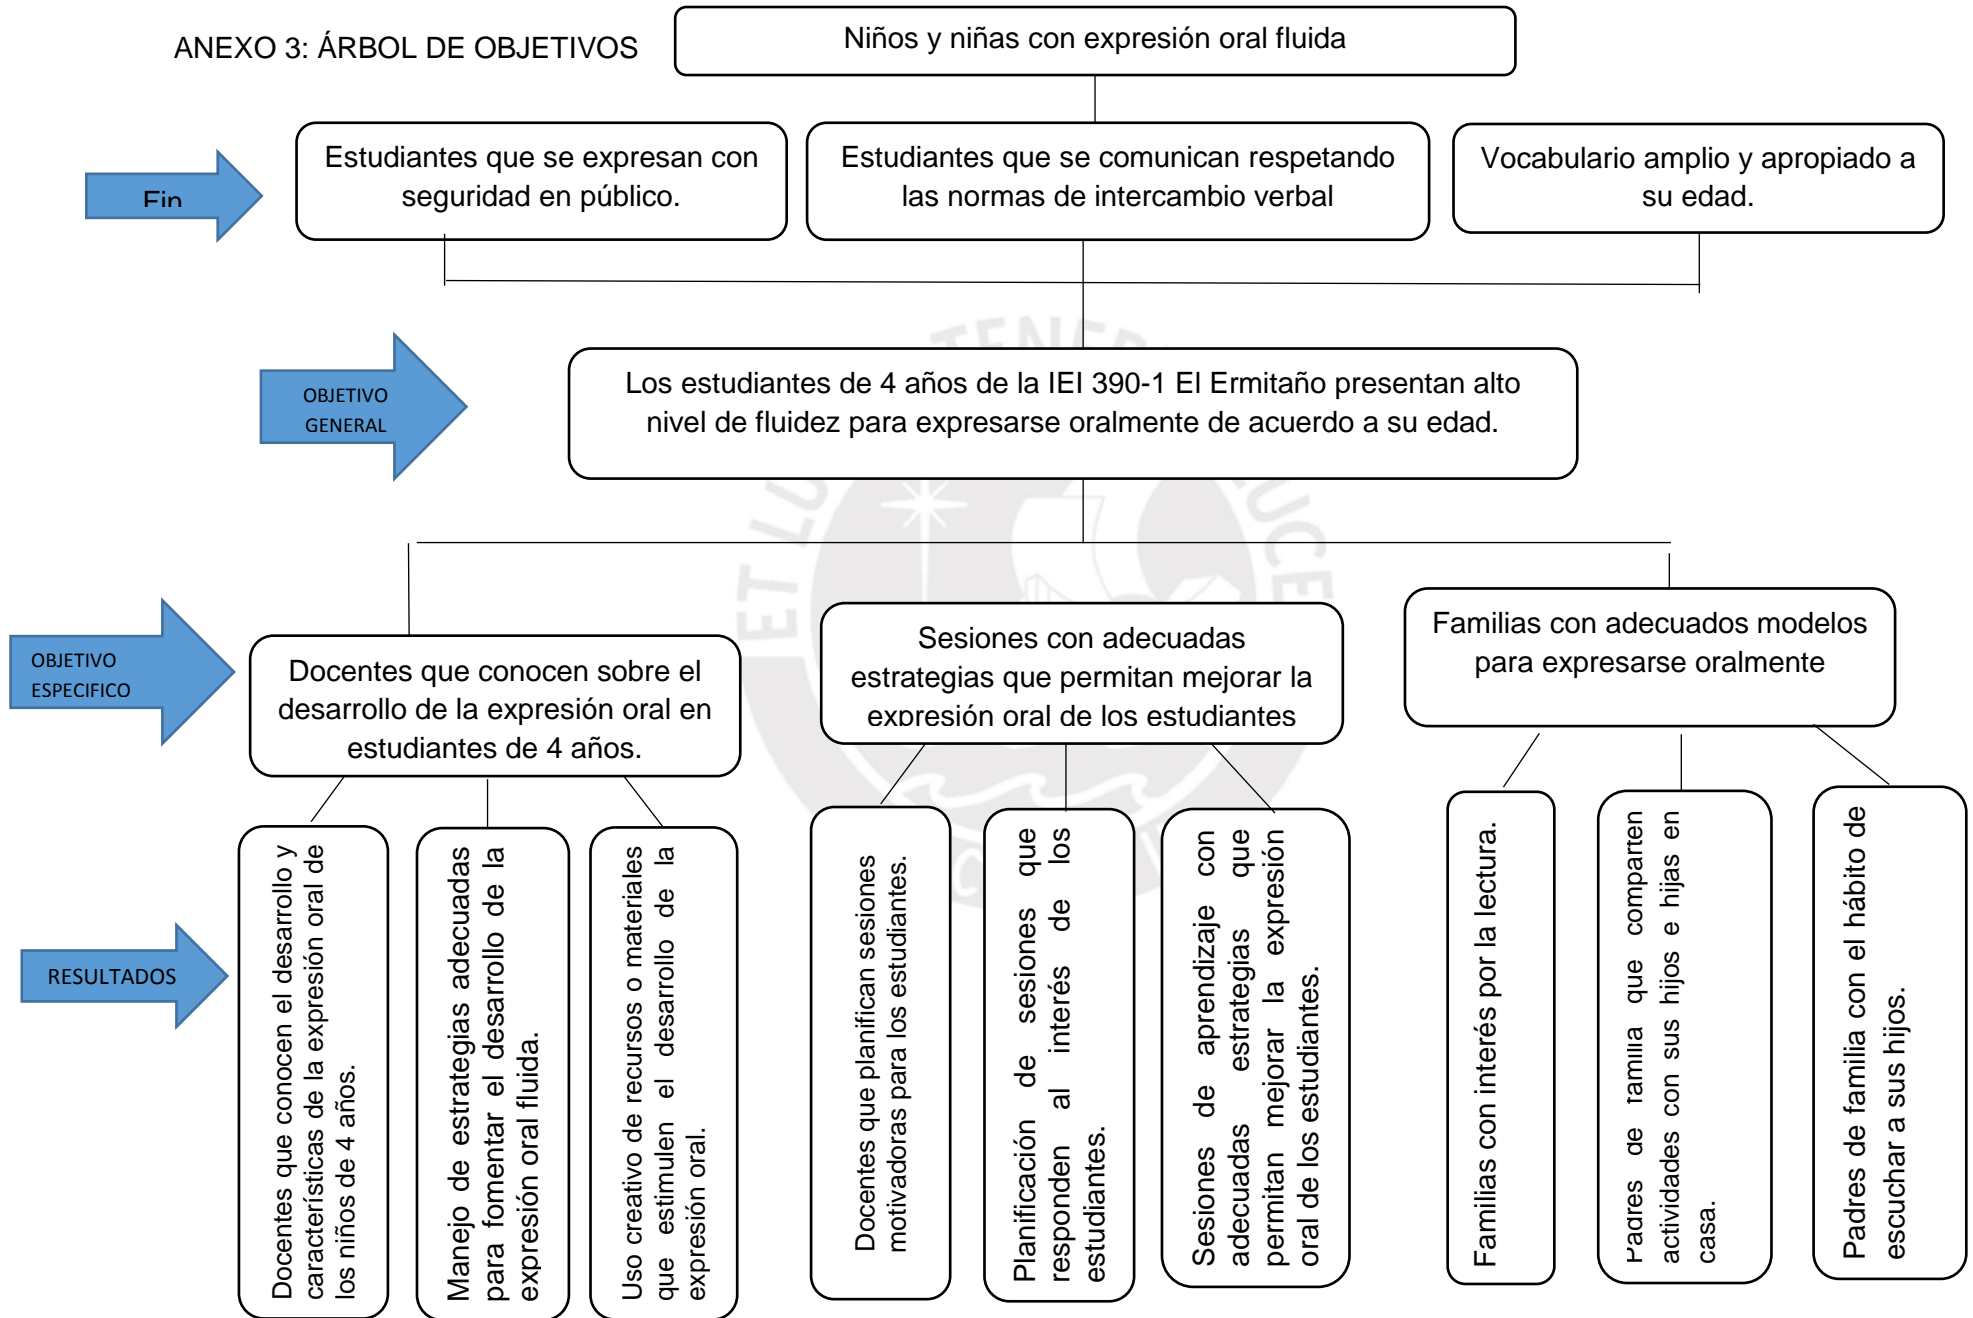 ANEXO 3: ÁRBOL DE OBJETIVOS
Niños y niñas con expresión oral fluida
Fin
Estudiantes que se expresan con
seguridad en público.
Estudiantes que se comunican respetando
las normas de intercambio verbal
Vocabulario amplio y apropiado a
su edad.
OBJETIVO
GENERAL
Los estudiantes de 4 años de la IEI 390-1 El Ermitaño presentan alto
nivel de fluidez para expresarse oralmente de acuerdo a su edad.
OBJETIVO
ESPECIFICO
Docentes que conocen sobre el
desarrollo de la expresión oral en
estudiantes de 4 años.
Sesiones con adecuadas
estrategias que permitan mejorar la
expresión oral de los estudiantes
Familias con adecuados modelos
para expresarse oralmente
RESULTADOS
Docentes que conocen el desarrollo y
características de la expresión oral de
los niños de 4 años.
Manejo de estrategias adecuadas
para fomentar el desarrollo de la
expresión oral fluida.
Uso creativo de recursos o materiales
que estimulen el desarrollo de la
expresión oral.
Docentes que planifican sesiones
motivadoras para los estudiantes.
Planificación de sesiones que
responden al interés de los
estudiantes.
Sesiones de aprendizaje con
adecuadas estrategias que
permitan mejorar la expresión
oral de los estudiantes.
Familias con interés por la lectura.
Padres de familia que comparten
actividades con sus hijos e hijas en
casa.
Padres de familia con el hábito de
escuchar a sus hijos.